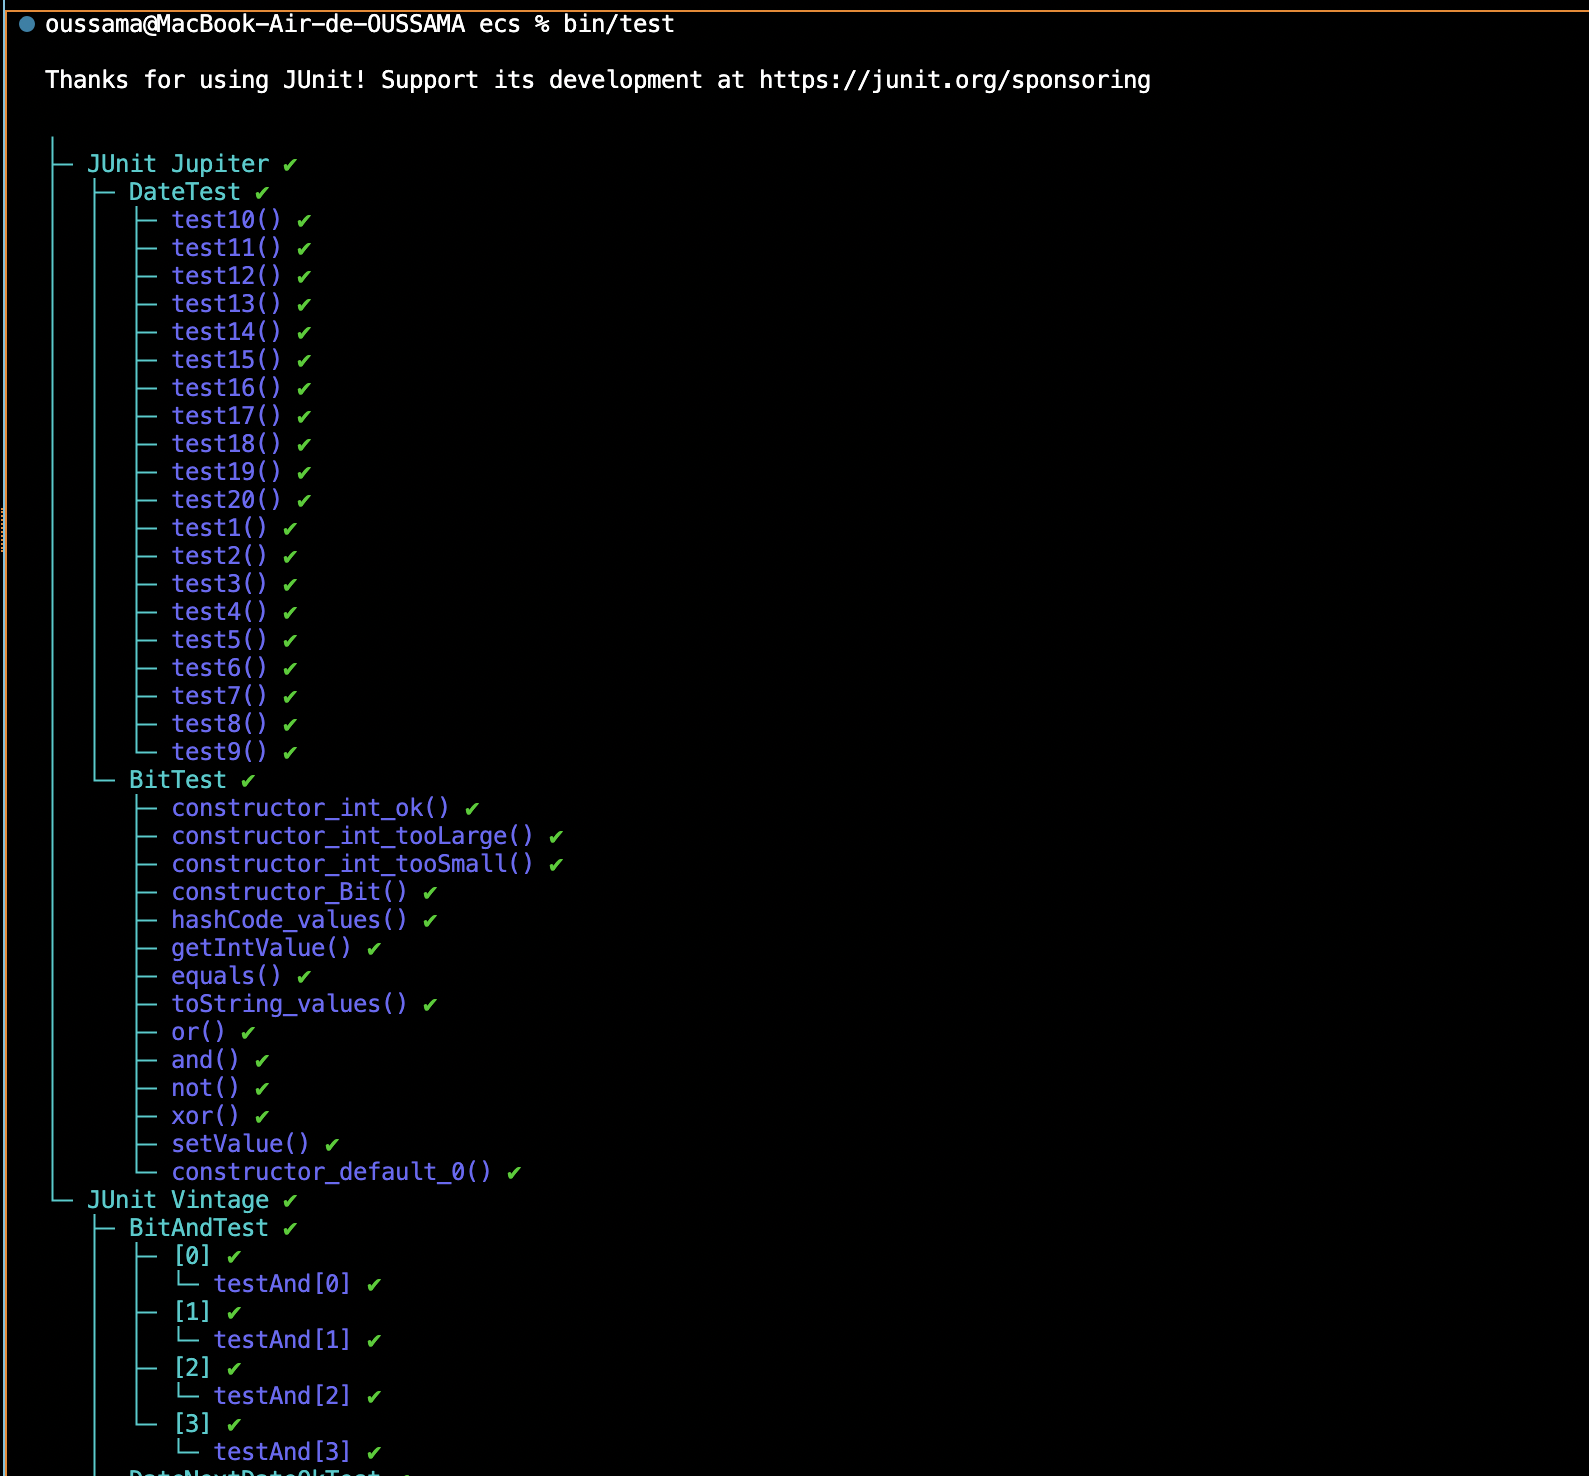 oussama@MacBook-Air-de-OUSSAMA ecs % bin/test
Thanks for using JUnit! Support its development at https://junit.org/sponsoring
├─ JUnit Jupiter ✔
│  ├─ DateTest ✔
│  │  ├─ test10() ✔
│  │  ├─ test11() ✔
│  │  ├─ test12() ✔
│  │  ├─ test13() ✔
│  │  ├─ test14() ✔
│  │  ├─ test15() ✔
│  │  ├─ test16() ✔
│  │  ├─ test17() ✔
│  │  ├─ test18() ✔
│  │  ├─ test19() ✔
│  │  ├─ test20() ✔
│  │  ├─ test1() ✔
│  │  ├─ test2() ✔
│  │  ├─ test3() ✔
│  │  ├─ test4() ✔
│  │  ├─ test5() ✔
│  │  ├─ test6() ✔
│  │  ├─ test7() ✔
│  │  ├─ test8() ✔
│  │  └─ test9() ✔
│  └─ BitTest ✔
│     ├─ constructor_int_ok() ✔
│     ├─ constructor_int_tooLarge() ✔
│     ├─ constructor_int_tooSmall() ✔
│     ├─ constructor_Bit() ✔
│     ├─ hashCode_values() ✔
│     ├─ getIntValue() ✔
│     ├─ equals() ✔
│     ├─ toString_values() ✔
│     ├─ or() ✔
│     ├─ and() ✔
│     ├─ not() ✔
│     ├─ xor() ✔
│     ├─ setValue() ✔
│     └─ constructor_default_0() ✔
└─ JUnit Vintage ✔
   ├─ BitAndTest ✔
   │  ├─ [0] ✔
   │  │  └─ testAnd[0] ✔
   │  ├─ [1] ✔
   │  │  └─ testAnd[1] ✔
   │  ├─ [2] ✔
   │  │  └─ testAnd[2] ✔
   │  └─ [3] ✔
   │     └─ testAnd[3] ✔